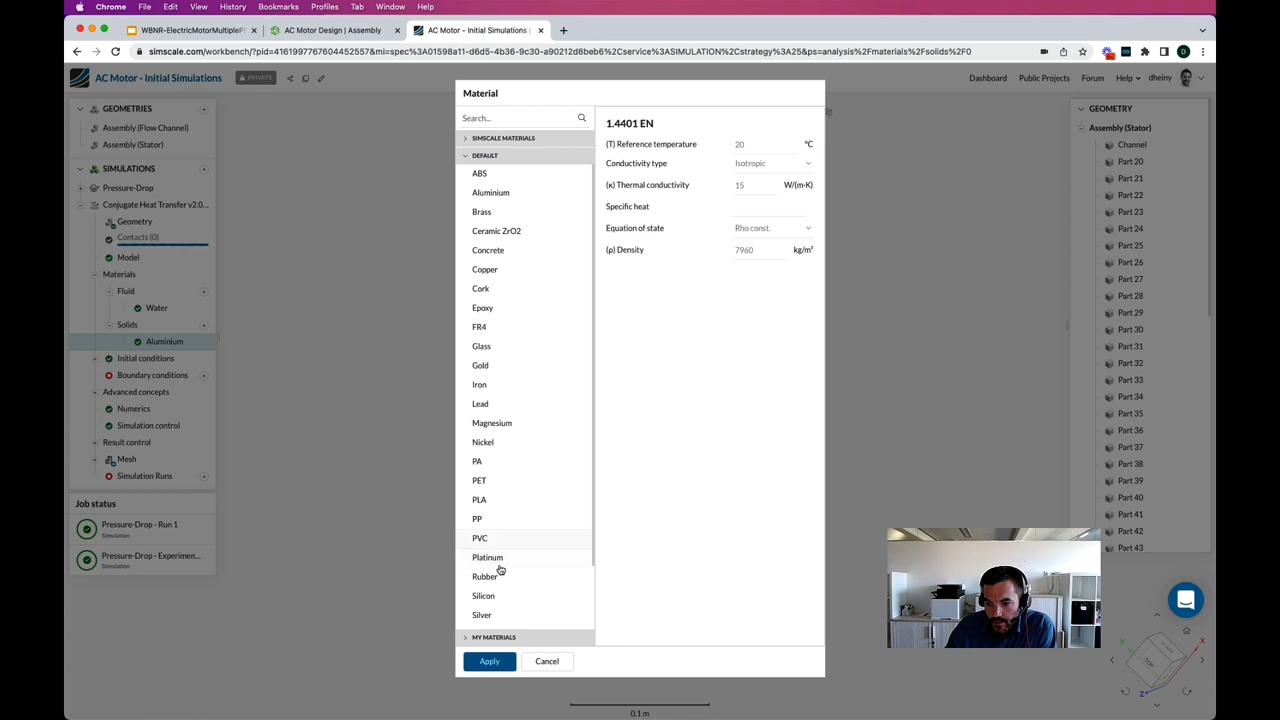 Chrome File Edit View History Bookmarks Profiles Tab Window Help
WBNR-ElectricMotorMultipleP
AC Motor Design | Assembly
AC Motor - Initial Simulations
simscale.com/workbench/?pid=4161997767604452557&mi=spec%3A01598a11-d6d5-4b36-9c30-a90212d8beb6%2Cservice%3ASIMULATION%2Cstrategy%3A25&ps=analysis%2Fmaterials%2Fsolids%2F0
AC Motor - Initial Simulations
PRIVATE
Dashboard Public Projects Forum Help dheiny
GEOMETRIES
Assembly (Flow Channel)
Assembly (Stator)
SIMULATIONS
Pressure-Drop
Conjugate Heat Transfer v2.0...
Geometry
Contacts (0)
Model
Materials
Fluid
Water
Solids
Aluminium
Initial conditions
Boundary conditions
Advanced concepts
Numerics
Simulation control
Result control
Mesh
Simulation Runs
Job status
Pressure-Drop - Run 1
Simulation
Pressure-Drop - Experimen...
Simulation
Material
Search...
SIMSCALE MATERIALS
DEFAULT
ABS
Aluminium
Brass
Ceramic ZrO2
Concrete
Copper
Cork
Epoxy
FR4
Glass
Gold
Iron
Lead
Magnesium
Nickel
PA
PET
PLA
PP
PVC
Platinum
Rubber
Silicon
Silver
MY MATERIALS
Apply Cancel
1.4401 EN
(T) Reference temperature 20 °C
Conductivity type Isotropic
(κ) Thermal conductivity 15 W/(m·K)
Specific heat
Equation of state Rho const.
(ρ) Density 7960 kg/m³
GEOMETRY
Assembly (Stator)
Channel
Part 20
Part 21
Part 22
Part 23
Part 24
Part 25
Part 26
Part 27
Part 28
Part 29
Part 30
Part 31
Part 32
Part 33
Part 34
Part 35
Part 36
Part 37
Part 38
Part 39
Part 40
Part 41
Part 42
Part 43
Y X
TOP
Z
0.1 m